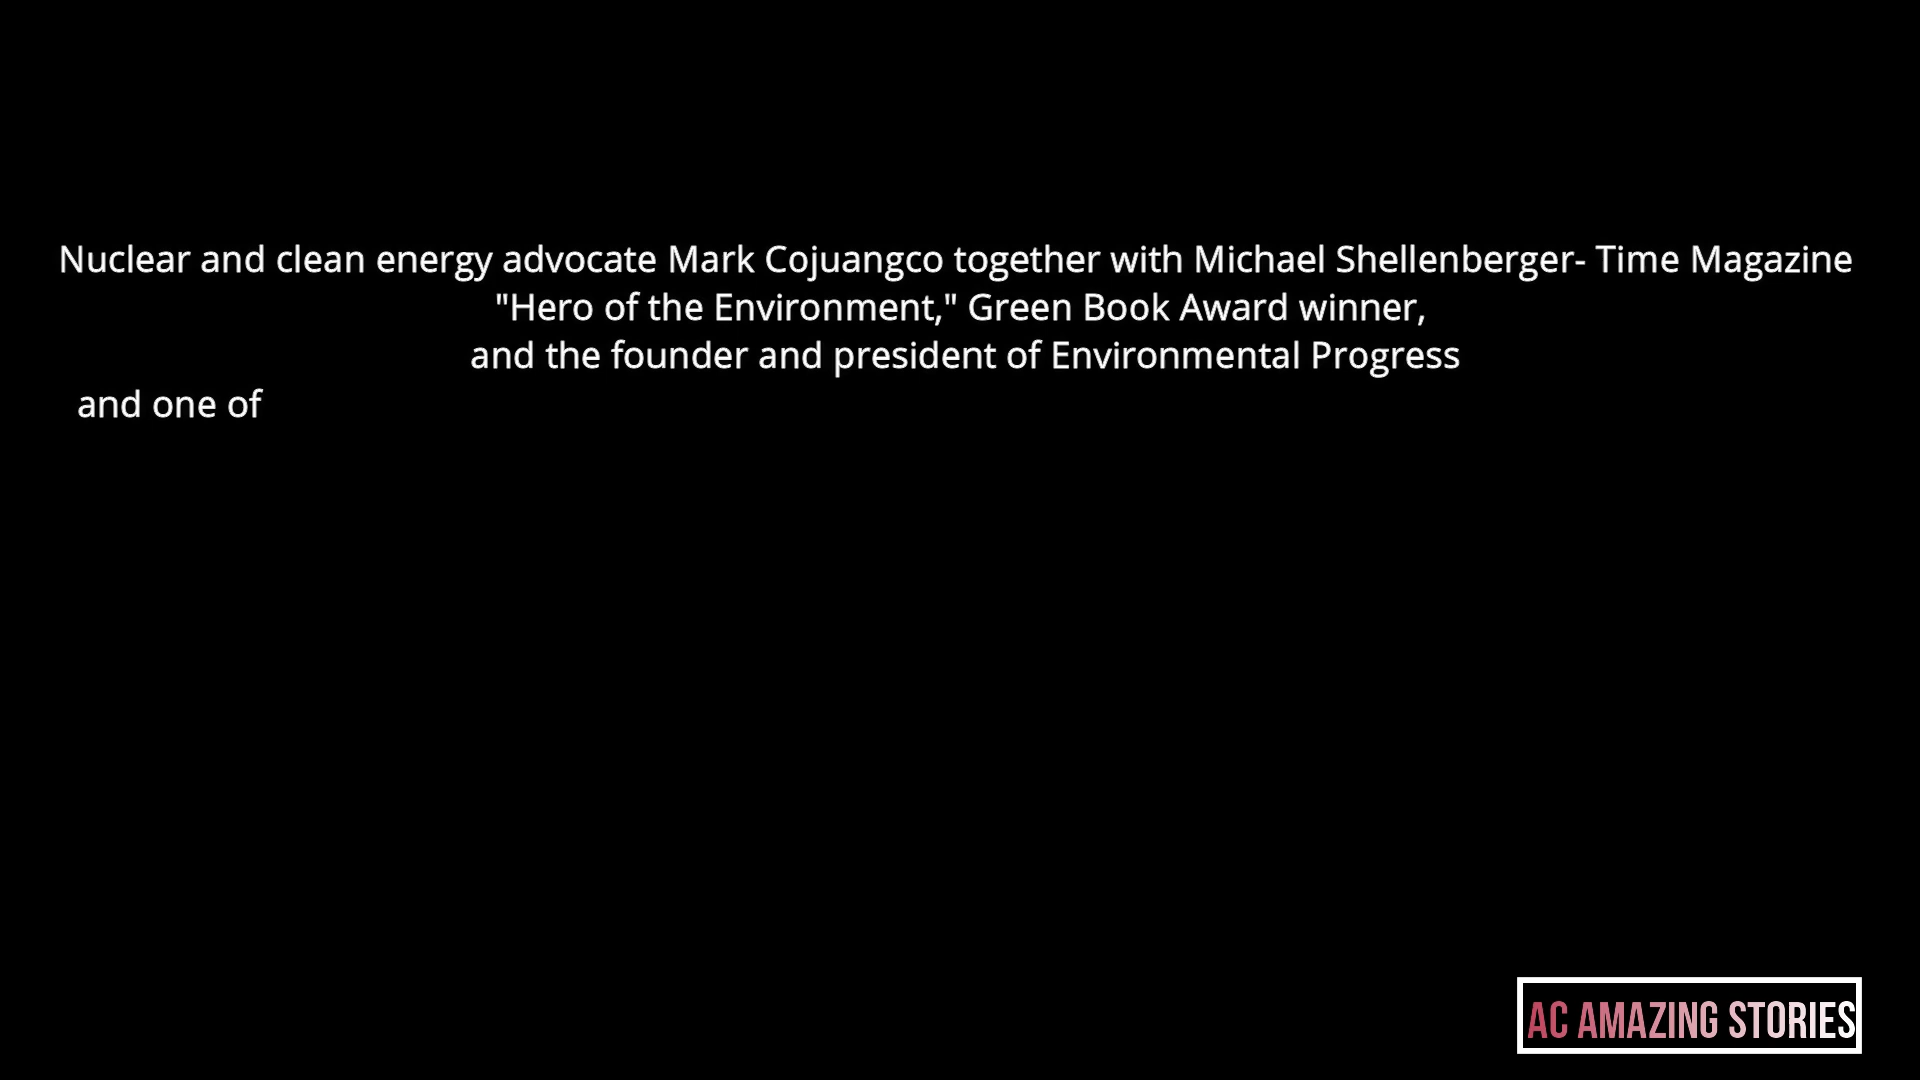 Nuclear and clean energy advocate Mark Cojuangco together with Michael Shellenberger- Time Magazine
"Hero of the Environment," Green Book Award winner,
and the founder and president of Environmental Progress
and one of
AC AMAZING STORIES